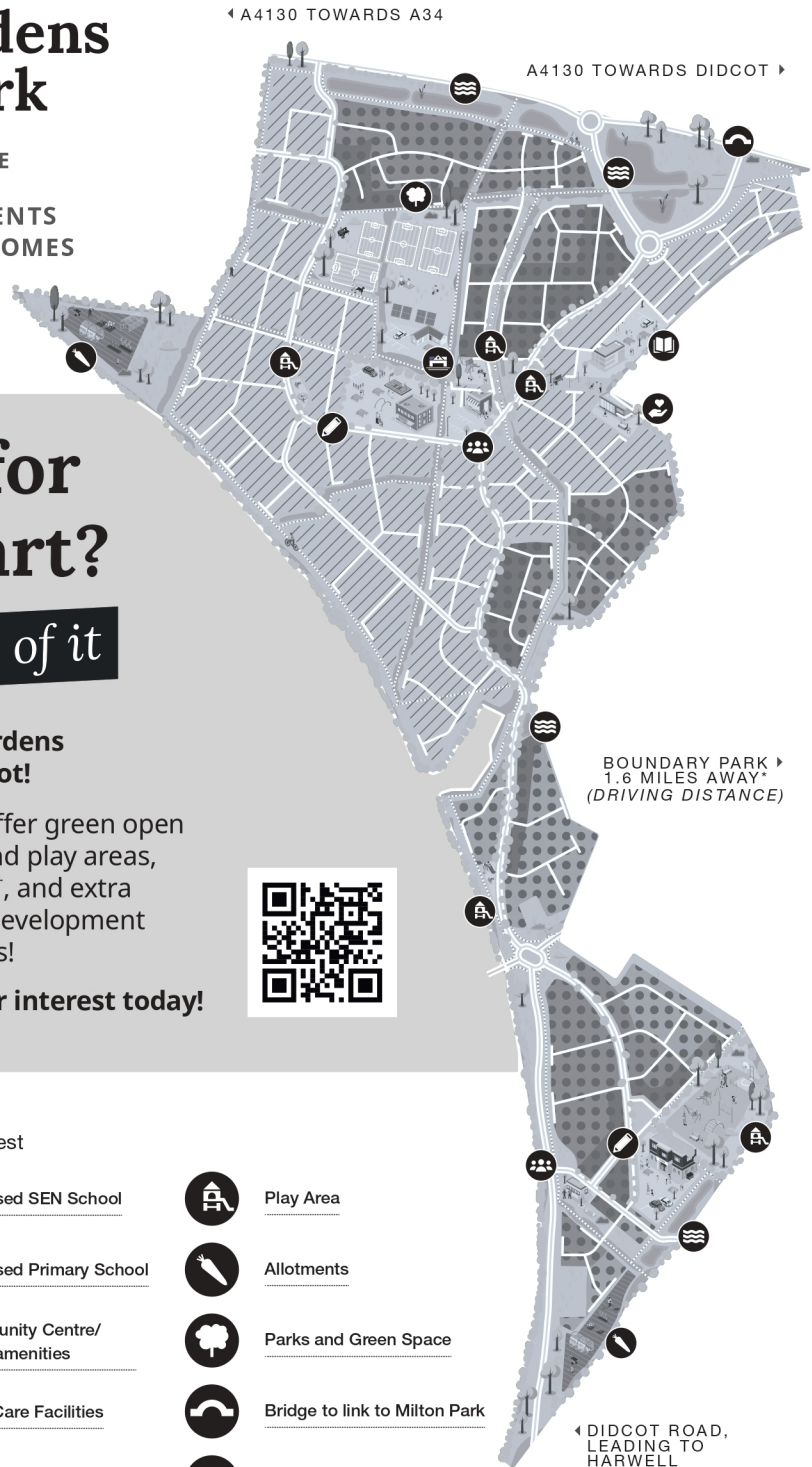 A4130 TOWARDS A34
A4130 TOWARDS DIDCOT
dens
rk
E
ENTS
OMES
for
art?
of it
rdens
ot!
ffer green open
nd play areas,
, and extra
development
s!
r interest today!
BOUNDARY PARK
1.6 MILES AWAY*
(DRIVING DISTANCE)
est
sed SEN School
Play Area
sed Primary School
Allotments
unity Centre/
amenities
Parks and Green Space
Care Facilities
Bridge to link to Milton Park
DIDCOT ROAD,
LEADING TO
HARWELL